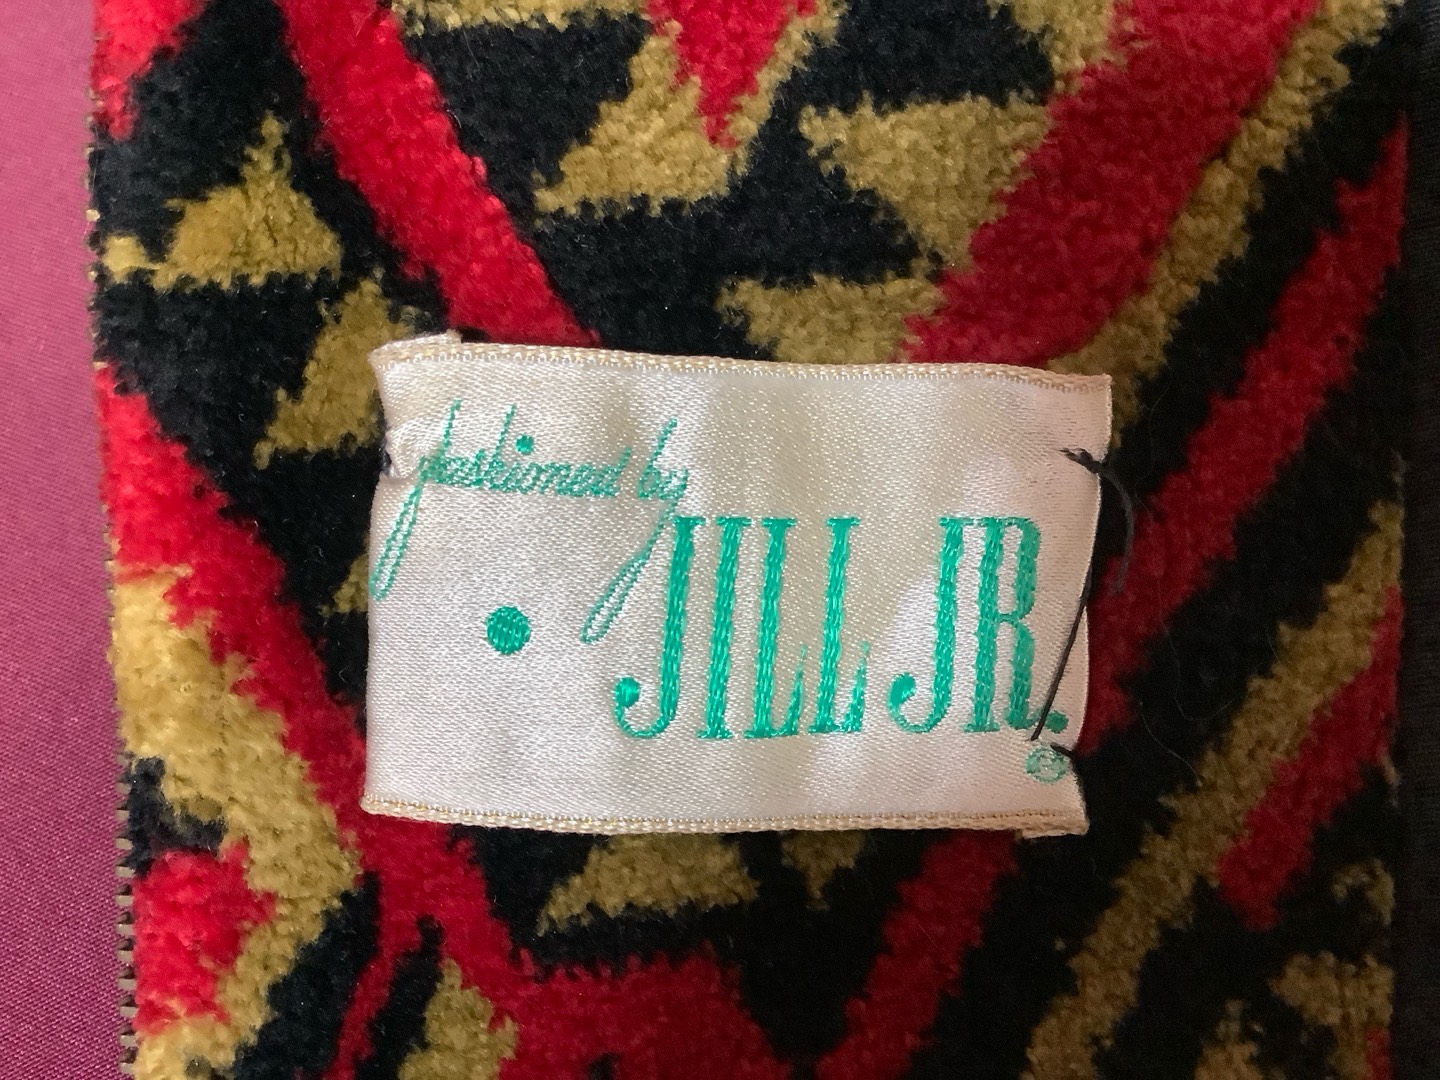 fashioned by
JILL JR.
®